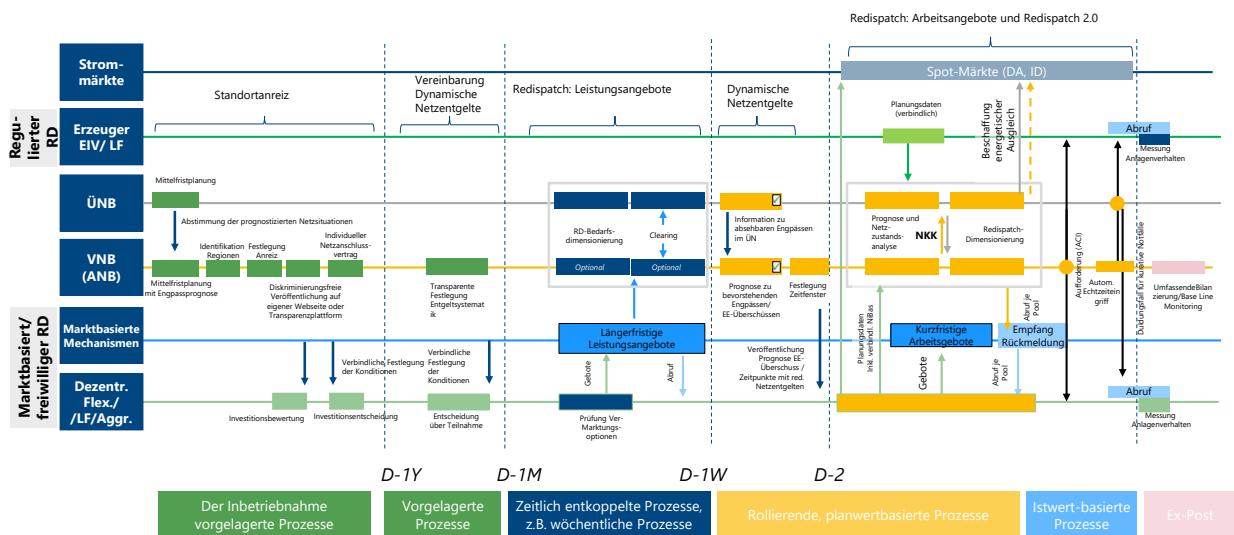 Redispatch: Arbeitsangebote und Redispatch 2.0
Strom-
märkte
Spot-Märkte (DA, ID)
Standortanreiz
Vereinbarung
Dynamische
Netzentgelte
Redispatch: Leistungsangebote
Dynamische
Netzentgelte
Regu-
lierter
RD
Erzeuger
EIV/ LF
Planungsdaten
(verbindlich)
Beschaffung
energetischer
Ausgleich
Abruf
Messung
Anlagenverhalten
ÜNB
Mittelfristplanung
Abstimmung der prognostizierten Netzsituationen
RD-Bedarfs-
dimensionierung
Clearing
Information zu
absehbaren Engpässen
im ÜN
Prognose und
Netz-
zustands-
analyse
NKK
Redispatch-
Dimensionierung
VNB
(ANB)
Identifikation
Regionen
Festlegung
Anreiz
Individueller
Netzanschluss-
vertrag
Optional
Optional
Mittelfristplanung
mit Engpassprognose
Diskriminierungsfreie
Veröffentlichung auf
eigener Website oder
Transparenzplattform
Transparente
Festlegung
Entgeltsystemat
ik
Prognose zu
bevorstehenden
Engpässen/
EE-Überschüssen
Festlegung
Zeitfenster
Aufforderung (ACI)
Autom.
Echtzeitein
griff
Duldungsfall für kurative Notfälle
UmfassendeBilan
zierung/Base Line
Monitoring
Marktbasiert/
freiwilliger RD
Marktbasierte
Mechanismen
Verbindliche Festlegung
der Konditionen
Verbindliche
Festlegung
der
Konditionen
Längerfristige
Leistungsangebote
Gebote
Abruf
Veröffentlichung
Prognose EE-
Überschuss /
Zeitpunkte mit red.
Netzentgelten
Planungsdaten
Inkl. verbindl. NiBas
Kurzfristige
Arbeitsgebote
Gebote
Abruf je
Pool
Empfang
Rückmeldung
Abruf je
Pool
Dezentr.
Flex./
/LF/Aggr.
Investitionsbewertung
Investitionsentscheidung
Entscheidung
über Teilnahme
Prüfung Ver-
Marktungs-
optionen
Abruf
Messung
Anlagenverhalten
D-1Y
D-1M
D-1W
D-2
Der Inbetriebnahme
vorgelagerte Prozesse
Vorgelagerte
Prozesse
Zeitlich entkoppelte Prozesse,
z.B. wöchentliche Prozesse
Rollierende, planwertbasierte Prozesse
Istwert-basierte
Prozesse
Ex-Post